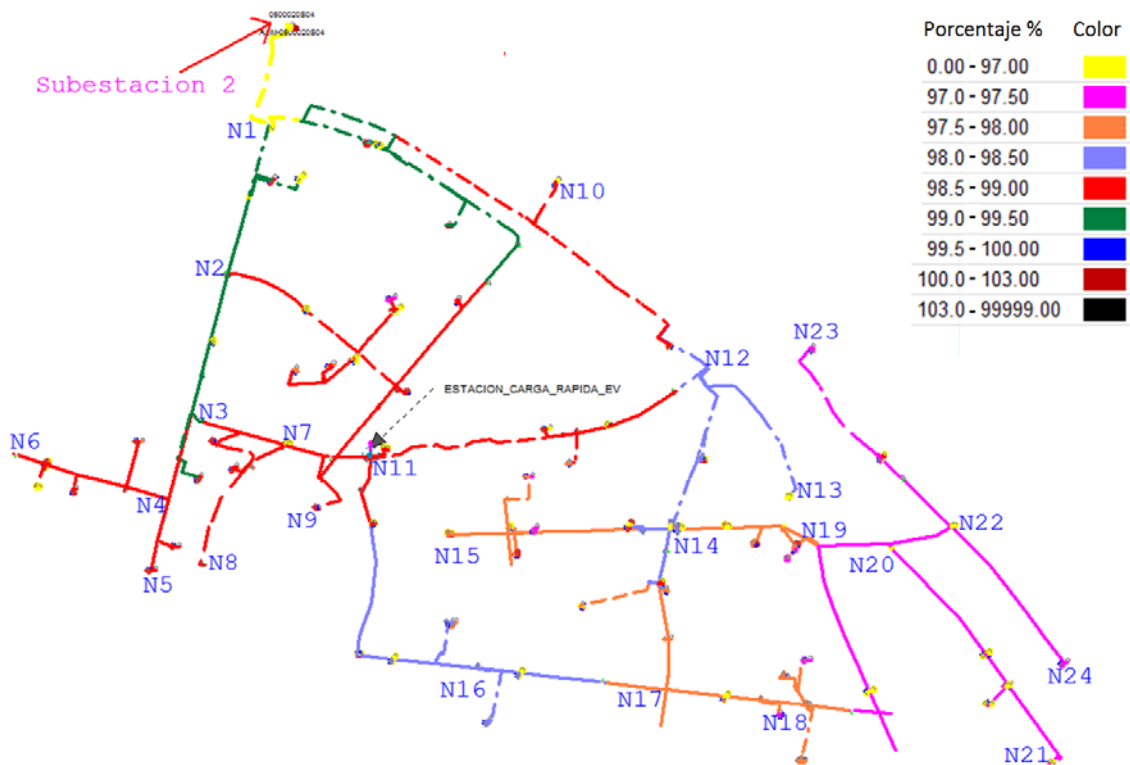 0800020S04
Subestacion 2
N1
N10
N2
N12
N23
ESTACION_CARGA_RAPIDA_EV
N3
N6
N7
N11
N4
N9
N13
N5
N8
N15
N14
N19
N20
N22
N16
N17
N18
N24
N21
Porcentaje % Color
0.00 - 97.00
97.0 - 97.50
97.5 - 98.00
98.0 - 98.50
98.5 - 99.00
99.0 - 99.50
99.5 - 100.00
100.0 - 103.00
103.0 - 99999.00